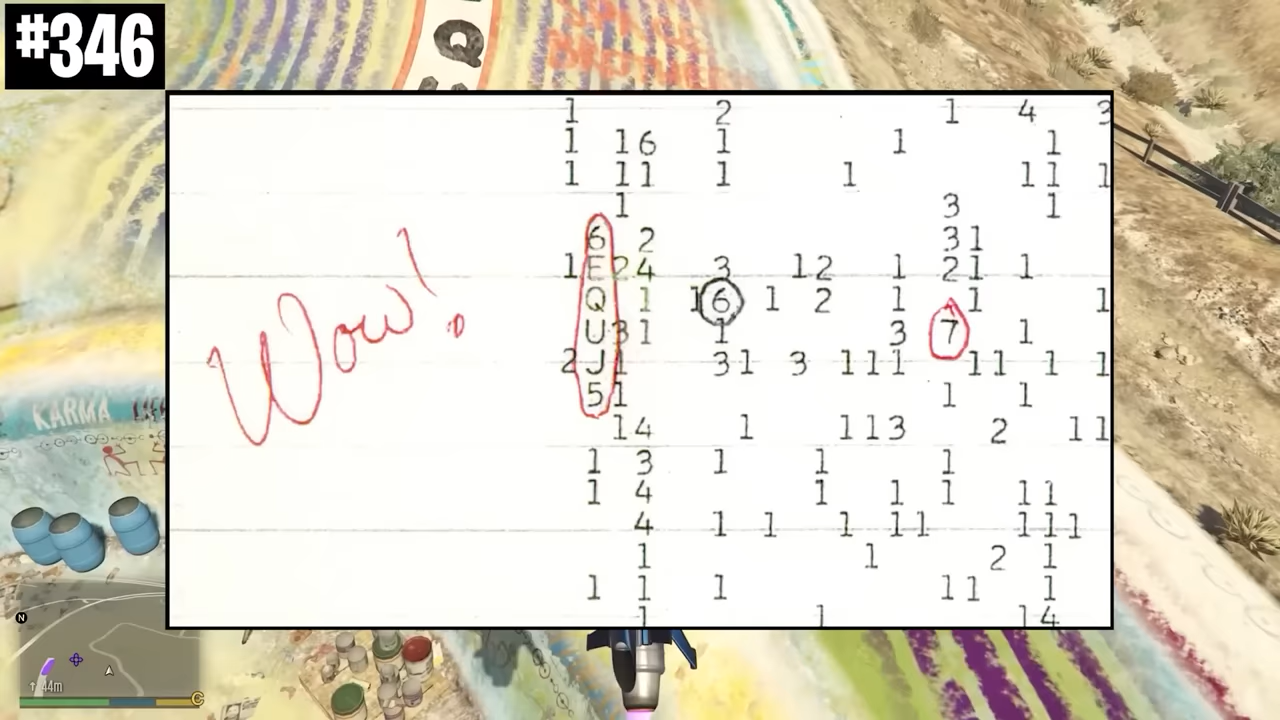 #346
Q
1 2 1 4 3
1 16 1 1 1
1 11 1 1 11 1
1 3 1
6 2 31
1E24 3 12 1 21 1
Q 1 16 1 2 1 1 1
U31 1 3 7 1
2J1 31 3 111 11 1 1
51 1 1
14 1 113 2 11
1 3 1 1 1
1 4 1 1 1 11
4 1 1 1 11 111
1 1 2 1
1 1 1 11 1
1 1 14
Wow!
KARMA
N
44m
C